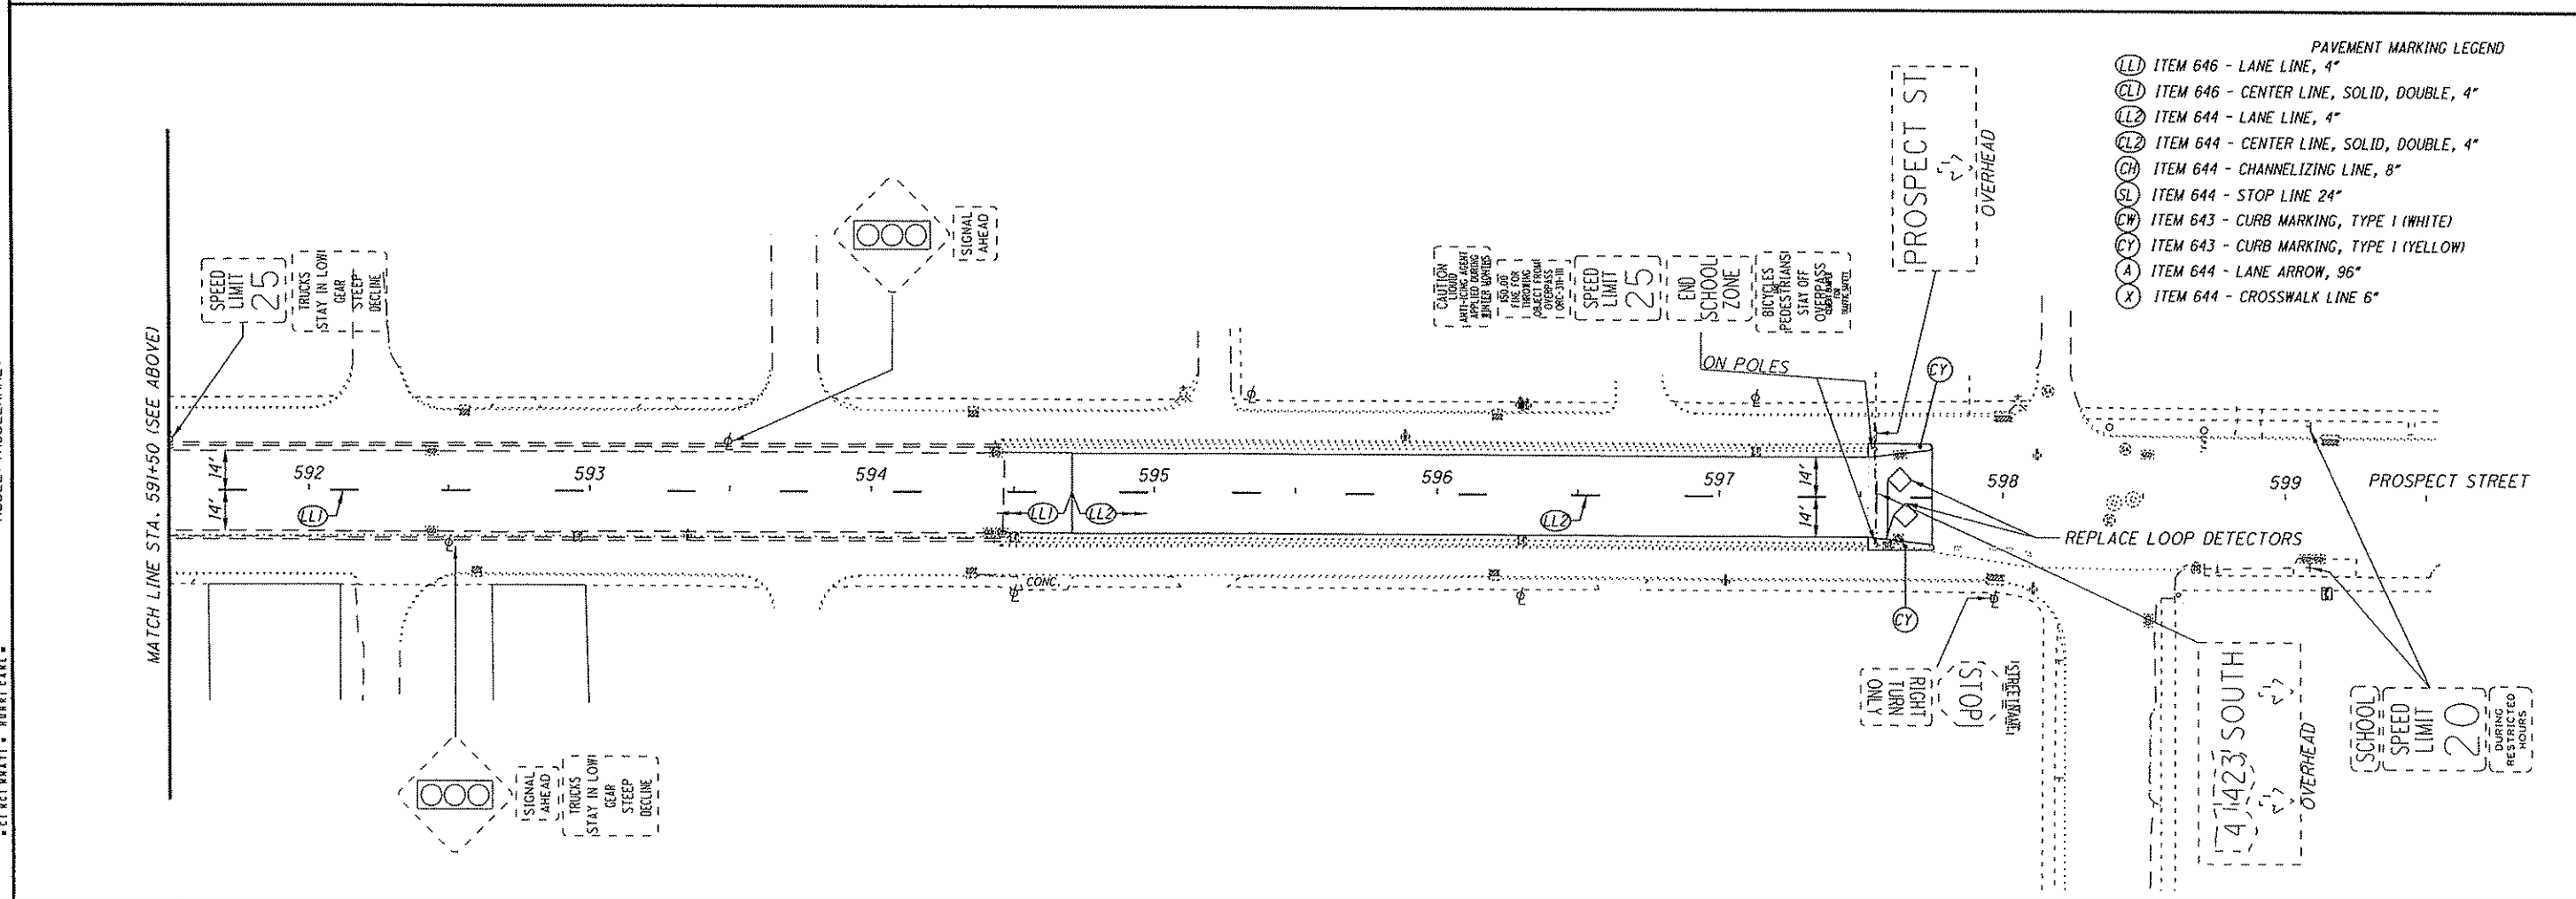 PAVEMENT MARKING LEGEND
LL1 ITEM 646 - LANE LINE, 4"
CL1 ITEM 646 - CENTER LINE, SOLID, DOUBLE, 4"
LL2 ITEM 644 - LANE LINE, 4"
CL2 ITEM 644 - CENTER LINE, SOLID, DOUBLE, 4"
CH ITEM 644 - CHANNELIZING LINE, 8"
SL ITEM 644 - STOP LINE 24"
CW ITEM 643 - CURB MARKING, TYPE 1 (WHITE)
CY ITEM 643 - CURB MARKING, TYPE 1 (YELLOW)
A ITEM 644 - LANE ARROW, 96"
X ITEM 644 - CROSSWALK LINE 6"
MATCH LINE STA. 591+50 (SEE ABOVE)
SPEED
LIMIT
25
TRUCKS
STAY IN LOW
GEAR
STEEP
DECLINE
SIGNAL
AHEAD
CAUTION
LIQUID
ANTI-ICING AGENT
APPLIED DURING
WINTER MONTHS
FINE FOR
THROWING
OBJECT FROM
OVERPASS
SPEED
LIMIT
25
END
SCHOOL
ZONE
BICYCLES
PEDESTRIANS
STAY OFF
OVERPASS
PROSPECT ST
OVERHEAD
ON POLES
CY
14'
14'
592
593
594
595
596
597
598
599
PROSPECT STREET
LL1
LL1
LL2
LL2
14'
14'
REPLACE LOOP DETECTORS
CONC.
CY
SIGNAL
AHEAD
TRUCKS
STAY IN LOW
GEAR
STEEP
DECLINE
RIGHT
TURN
ONLY
STOP
STREET NAME
4 423 SOUTH
OVERHEAD
SCHOOL
SPEED
LIMIT
20
DURING
RESTRICTED
HOURS